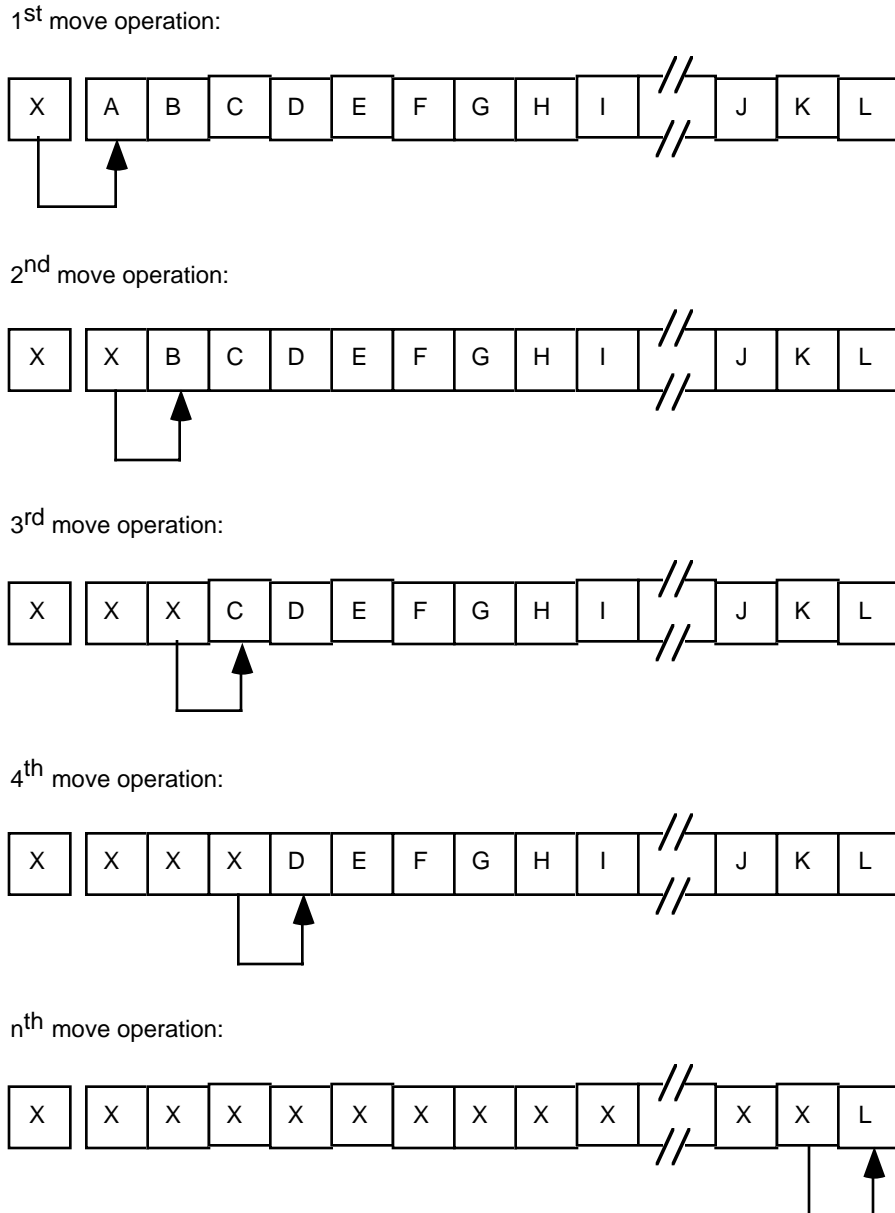 1st move operation:
X A B C D E F G H I J K L
2nd move operation:
X X B C D E F G H I J K L
3rd move operation:
X X X C D E F G H I J K L
4th move operation:
X X X X D E F G H I J K L
nth move operation:
X X X X X X X X X X X X L